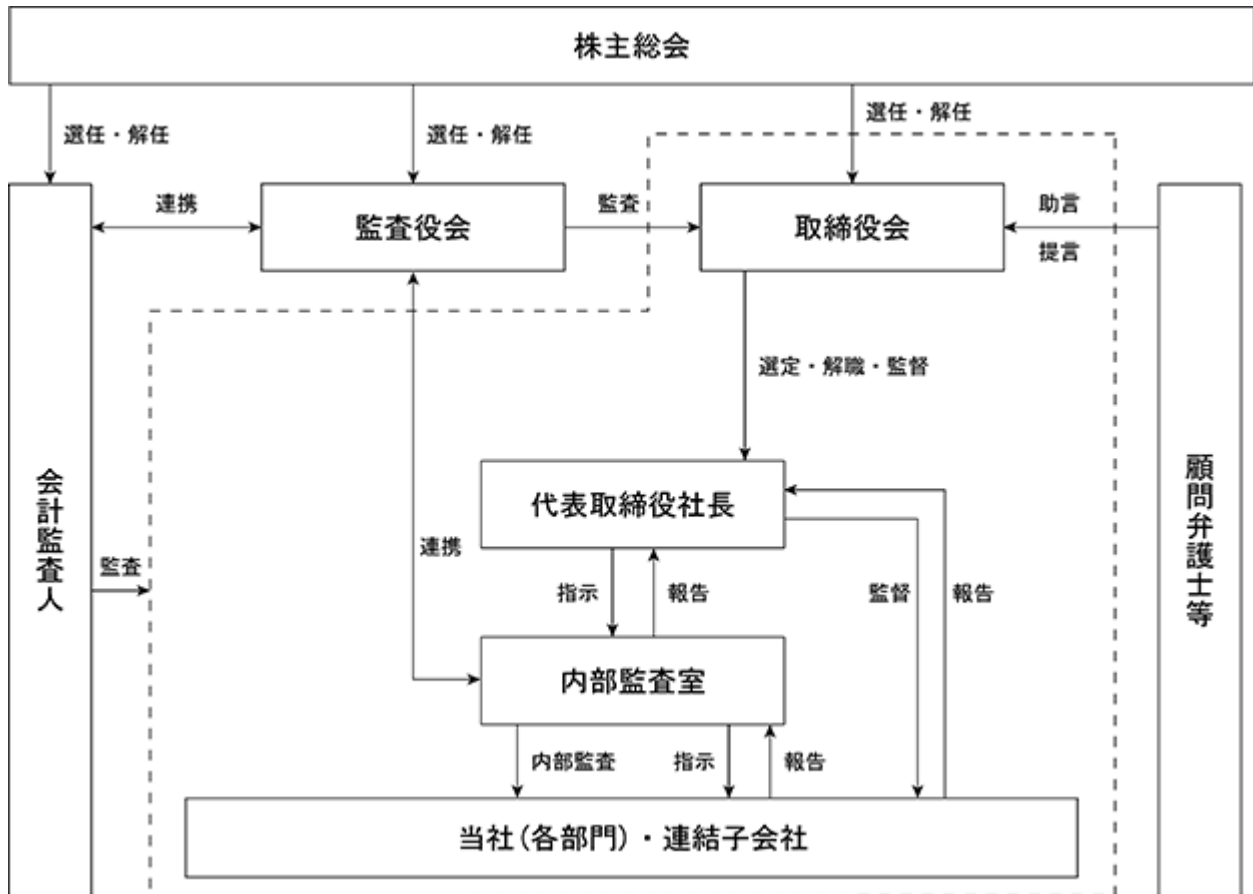 株主総会
選任・解任
選任・解任
選任・解任
連携
監査役会
監査
取締役会
助言
提言
選定・解職・監督
会計監査人
監査
代表取締役社長
顧問弁護士等
連携
指示
報告
監督
報告
内部監査室
内部監査
指示
報告
当社(各部門)・連結子会社